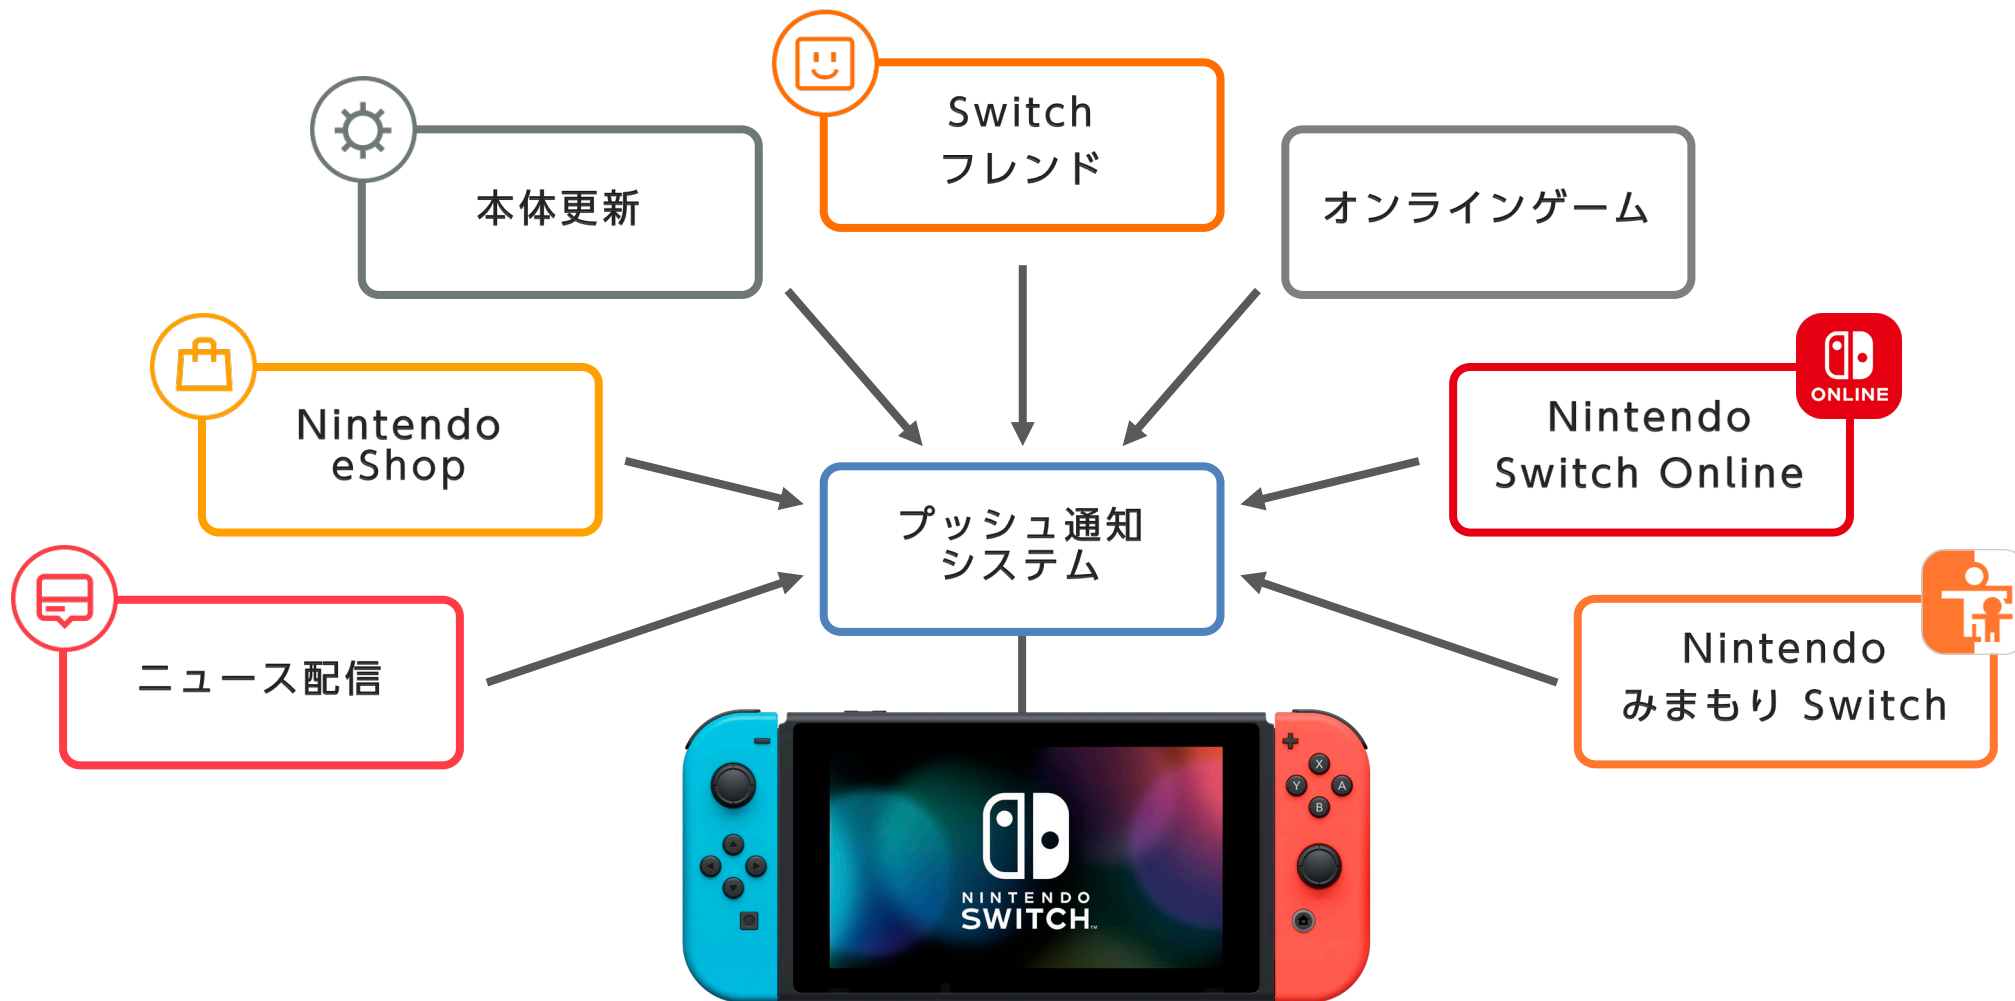 Switch
フレンド
本体更新
オンラインゲーム
Nintendo
eShop
Nintendo
Switch Online
ONLINE
プッシュ通知
システム
ニュース配信
Nintendo
みまもり Switch
X
Y
A
B
NINTENDO
SWITCH™